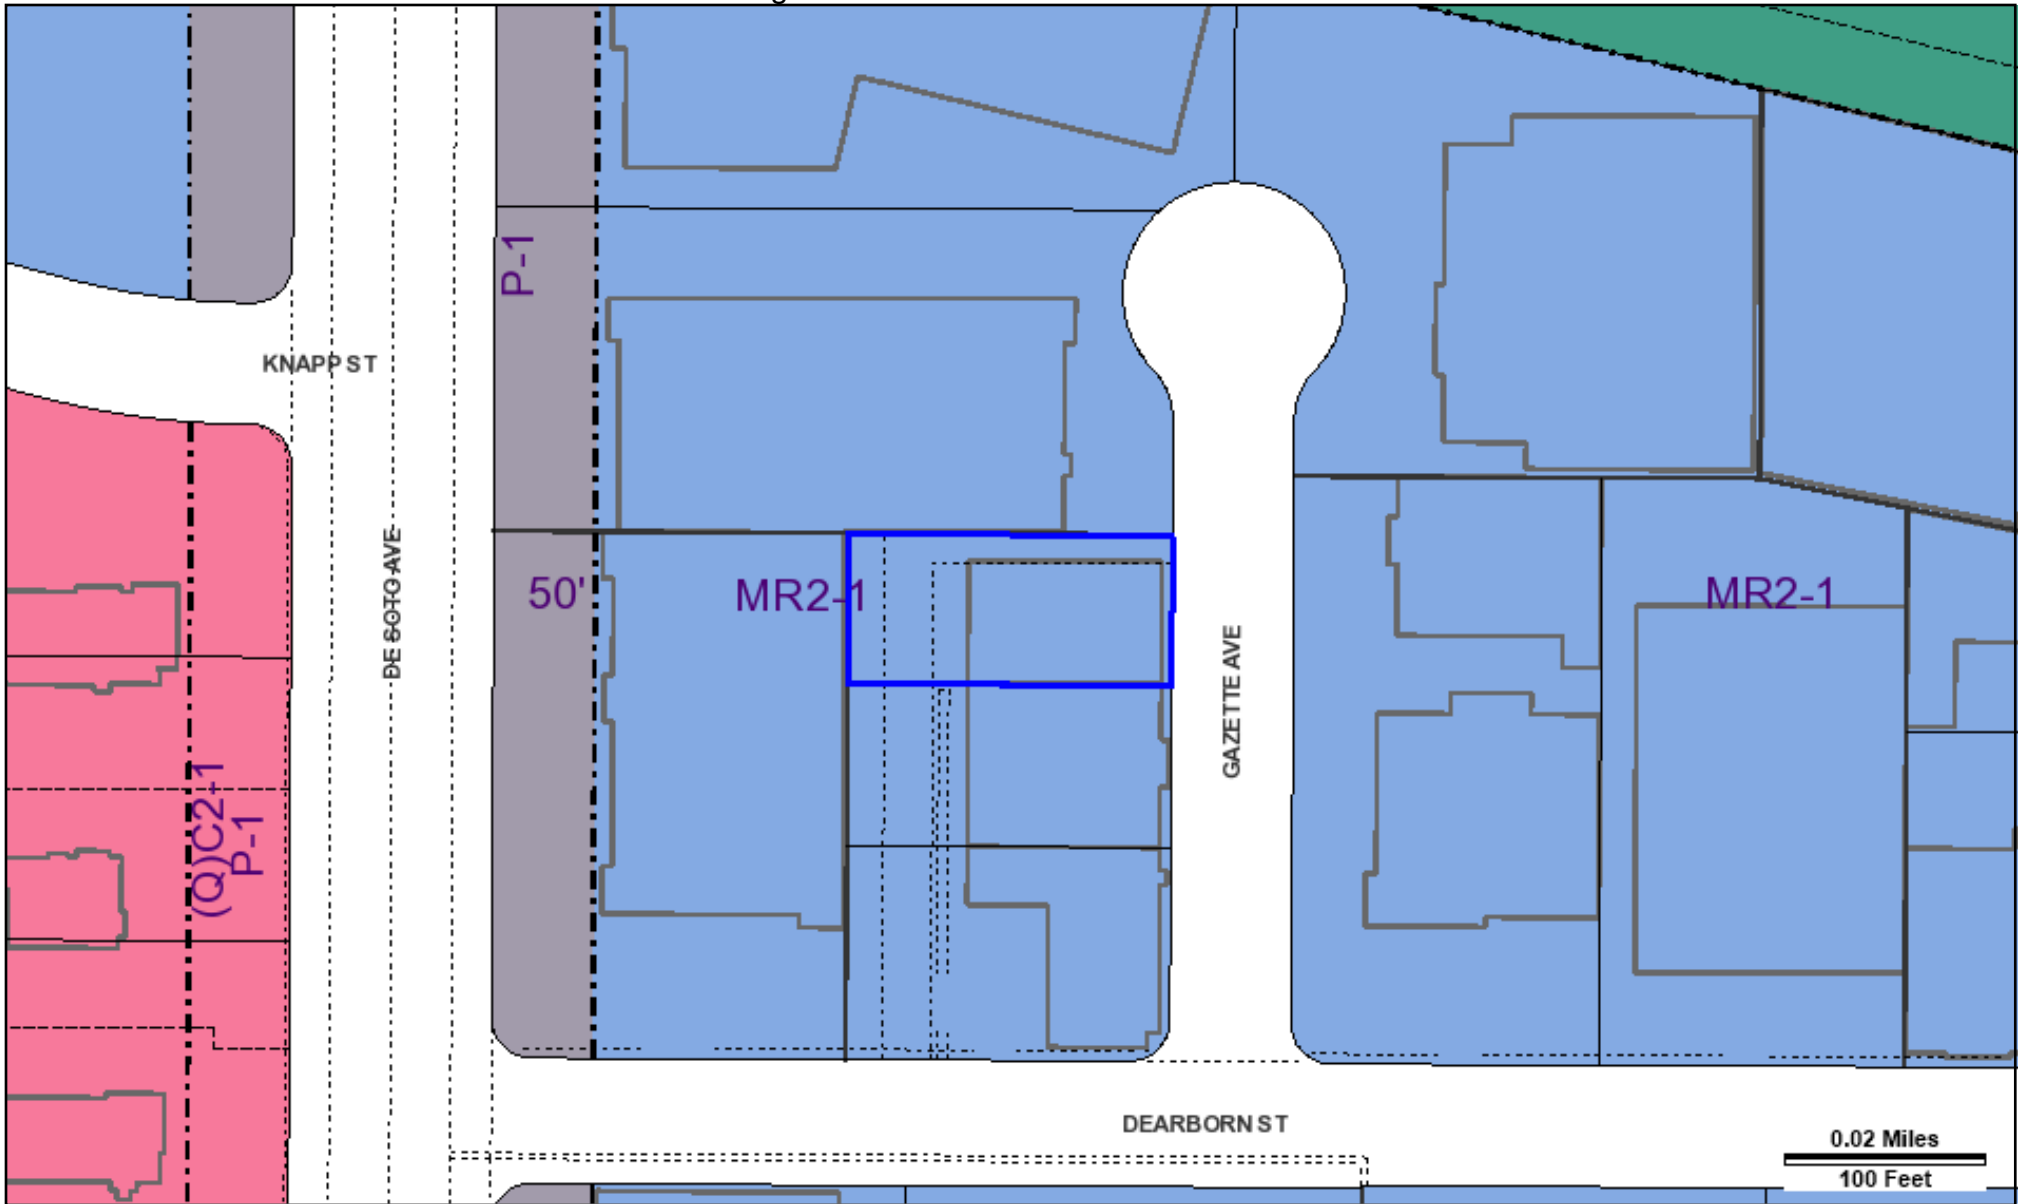 P-1
KNAPP ST
DE SOTO AVE
50'
MR2-1
MR2-1
GAZETTE AVE
(Q)C2-1
P-1
DEARBORN ST
0.02 Miles
100 Feet